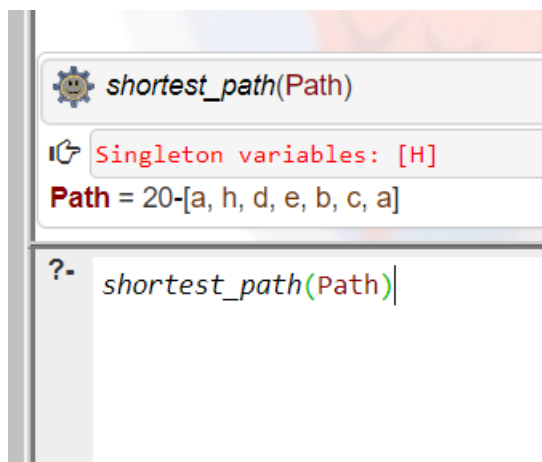 shortest_path(Path)
Singleton variables: [H]
Path = 20-[a, h, d, e, b, c, a]
?-
shortest_path(Path)